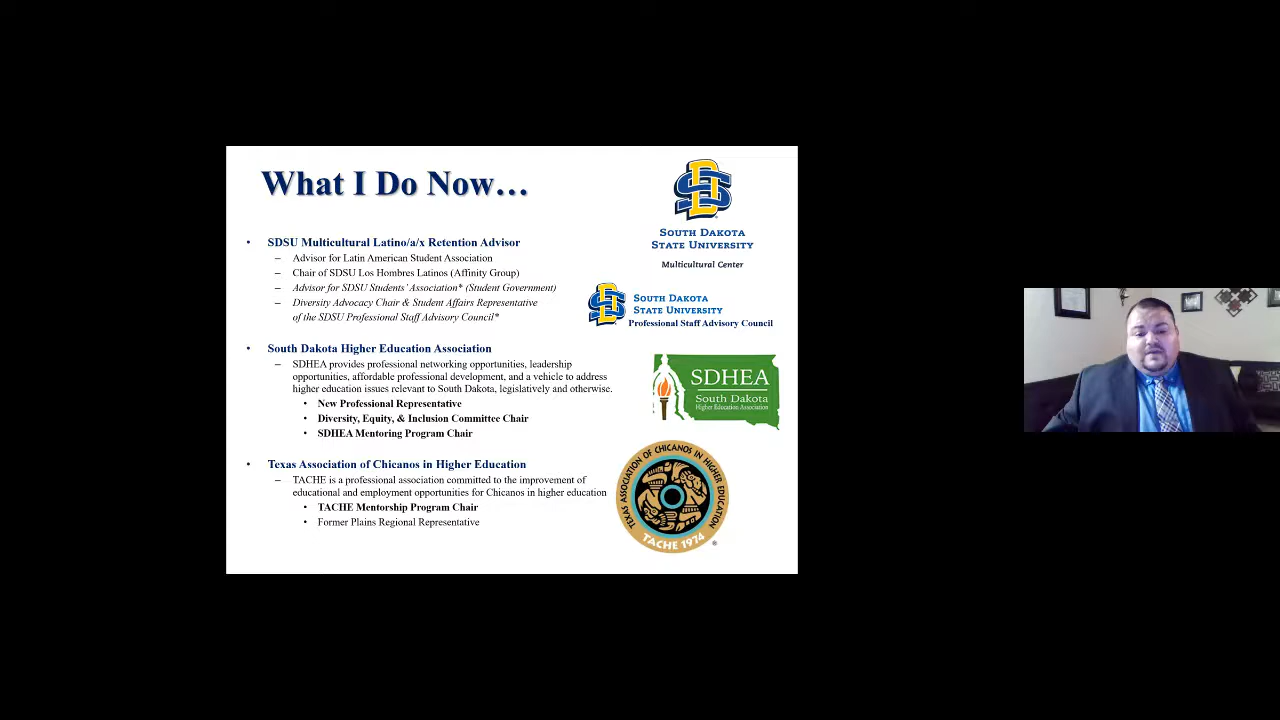 What I Do Now…
• SDSU Multicultural Latino/a/x Retention Advisor
– Advisor for Latin American Student Association
– Chair of SDSU Los Hombres Latinos (Affinity Group)
– Advisor for SDSU Students' Association* (Student Government)
– Diversity Advocacy Chair & Student Affairs Representative
of the SDSU Professional Staff Advisory Council*
• South Dakota Higher Education Association
– SDHEA provides professional networking opportunities, leadership
opportunities, affordable professional development, and a vehicle to address
higher education issues relevant to South Dakota, legislatively and otherwise.
• New Professional Representative
• Diversity, Equity, & Inclusion Committee Chair
• SDHEA Mentoring Program Chair
• Texas Association of Chicanos in Higher Education
– TACHE is a professional association committed to the improvement of
educational and employment opportunities for Chicanos in higher education
• TACHE Mentorship Program Chair
• Former Plains Regional Representative
SOUTH DAKOTA
STATE UNIVERSITY
Multicultural Center
SOUTH DAKOTA
STATE UNIVERSITY
Professional Staff Advisory Council
SDHEA
South Dakota
Higher Education Association
TEXAS ASSOCIATION OF CHICANOS IN HIGHER EDUCATION
TACHE 1974
®